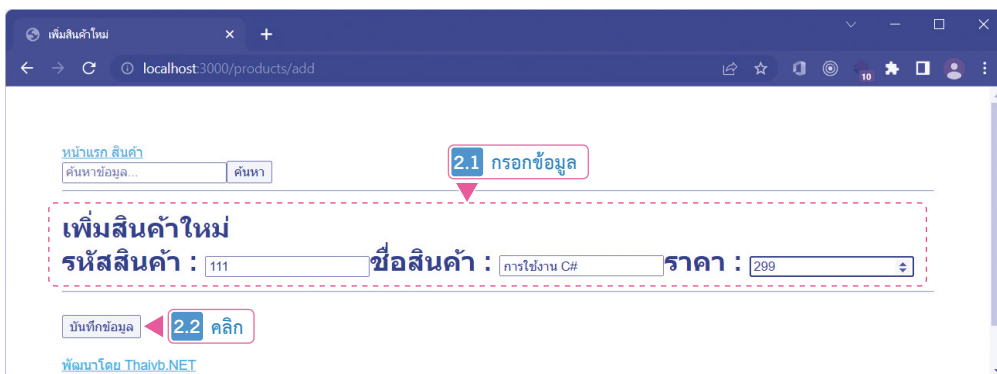 เพิ่มสินค้าใหม่
localhost:3000/products/add
10
หน้าแรก สินค้า
ค้นหาข้อมูล... ค้นหา
2.1 กรอกข้อมูล
เพิ่มสินค้าใหม่
รหัสสินค้า : 111 ชื่อสินค้า : การใช้งาน C# ราคา : 299
บันทึกข้อมูล 2.2 คลิก
พัฒนาโดย Thaivb.NET